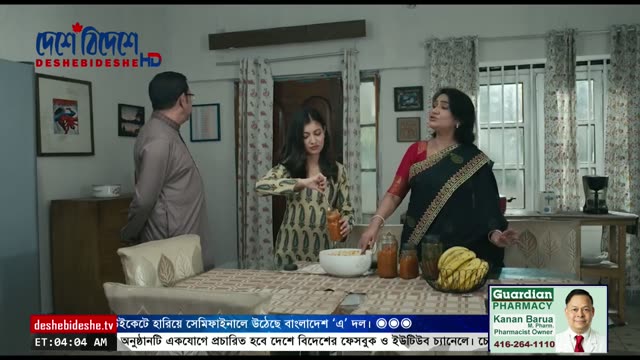 দেশে বিদেশে
DESHEBIDESHE HD
deshebideshe.tv
ইকেটে হারিয়ে সেমিফাইনালে উঠেছে বাংলাদেশ ‘এ’ দল।
ET:04:04 AM
অনুষ্ঠানটি একযোগে প্রচারিত হবে দেশে বিদেশের ফেসবুক ও ইউটিউব চ্যানেলে।
Guardian
PHARMACY
Kanan Barua
M. Pharm.
Pharmacist Owner
416-264-1110